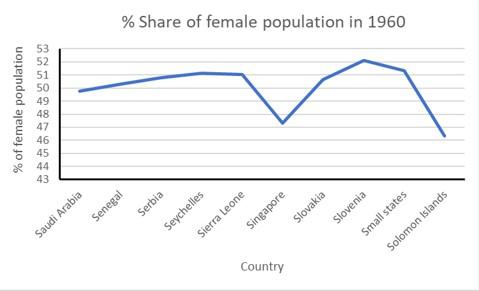 % Share of female population in 1960
% of female population
53
52
51
50
49
48
47
46
45
44
43
Saudi Arabia
Senegal
Serbia
Seychelles
Sierra Leone
Singapore
Slovakia
Slovenia
Small states
Solomon Islands
Country